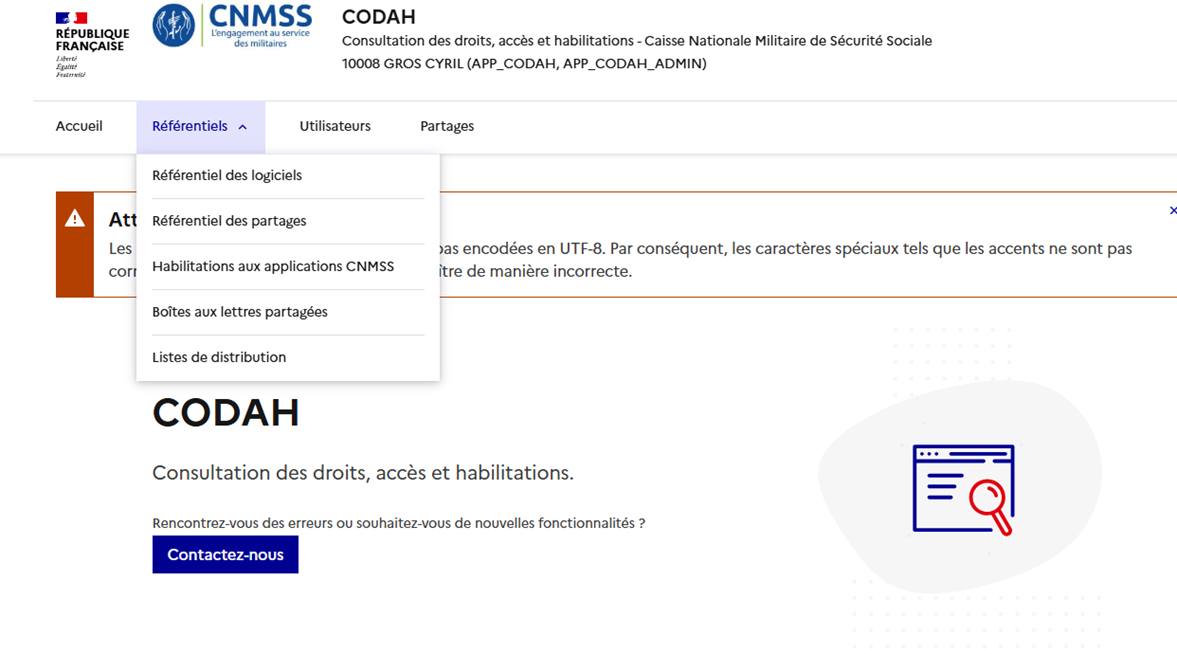 RÉPUBLIQUE
FRANÇAISE
Liberté
Égalité
Fraternité
CNMSS
L'engagement au service
des militaires
CODAH
Consultation des droits, accès et habilitations - Caisse Nationale Militaire de Sécurité Sociale
10008 GROS CYRIL (APP_CODAH, APP_CODAH_ADMIN)
Accueil
Référentiels
Utilisateurs
Partages
Référentiel des logiciels
Référentiel des partages
Habilitations aux applications CNMSS
Boîtes aux lettres partagées
Listes de distribution
Att
Les pas encodées en UTF-8. Par conséquent, les caractères spéciaux tels que les accents ne sont pas
corr ître de manière incorrecte.
CODAH
Consultation des droits, accès et habilitations.
Rencontrez-vous des erreurs ou souhaitez-vous de nouvelles fonctionnalités ?
Contactez-nous